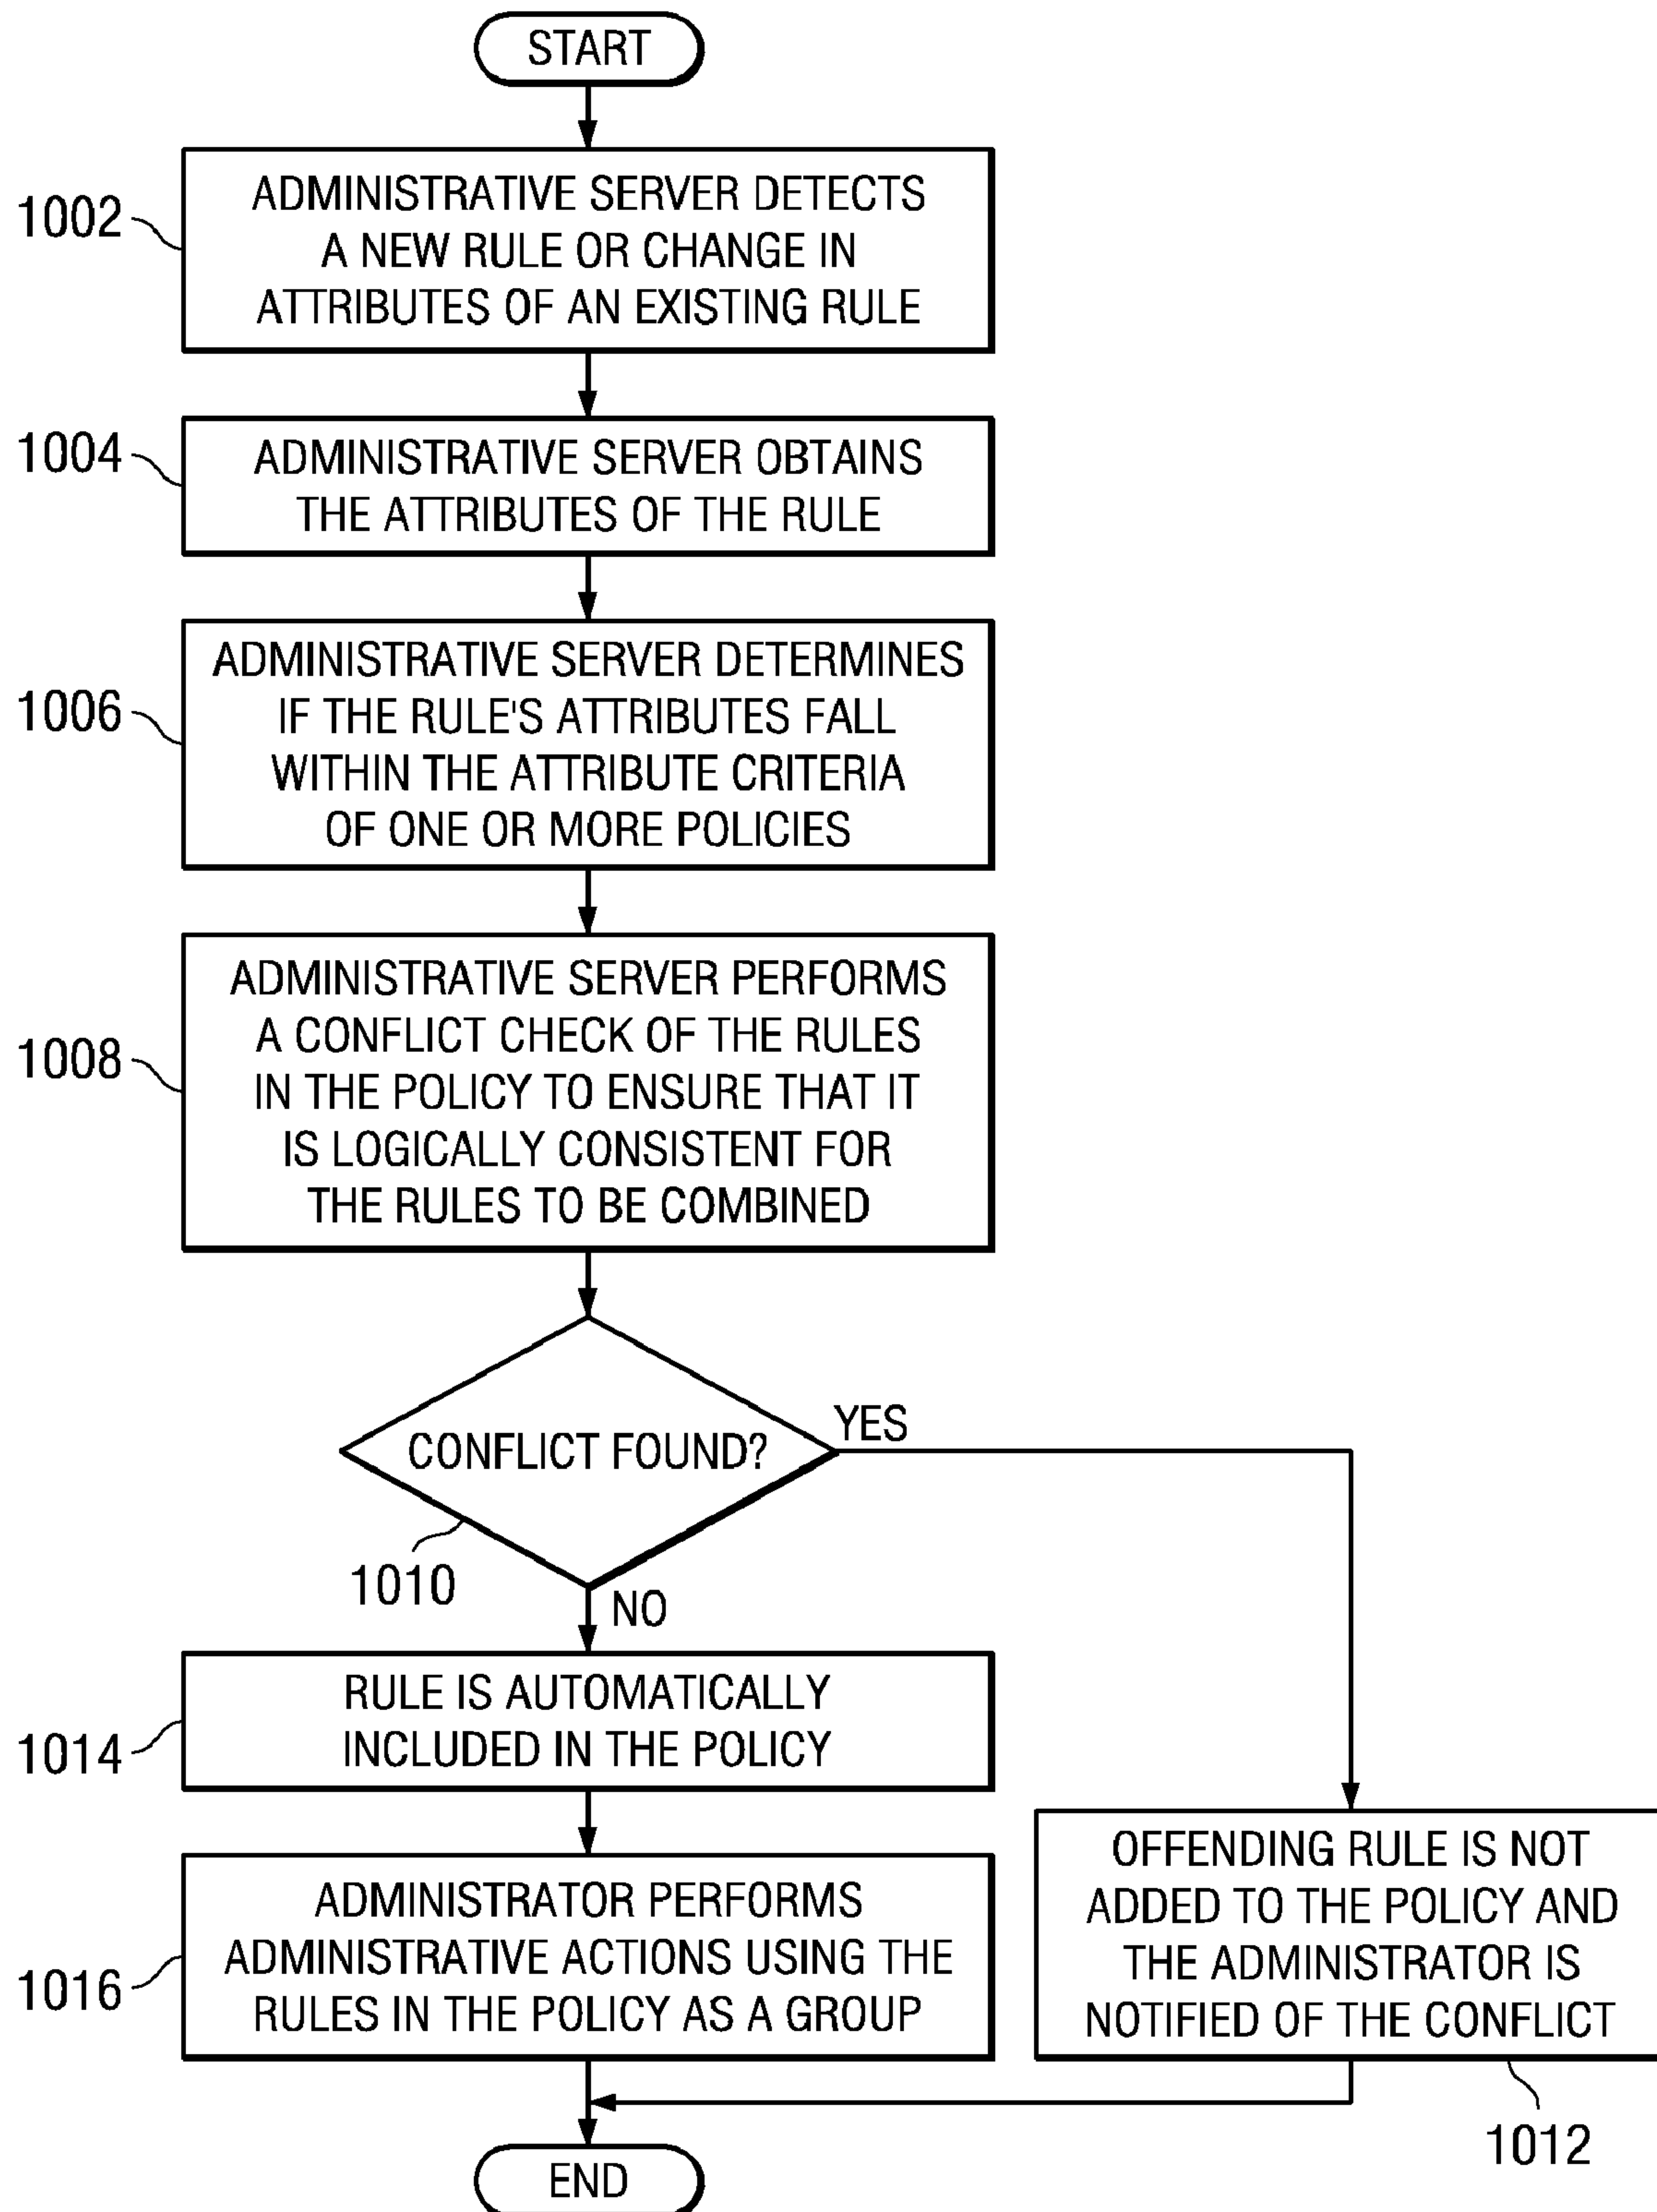 START
1002
ADMINISTRATIVE SERVER DETECTS
A NEW RULE OR CHANGE IN
ATTRIBUTES OF AN EXISTING RULE
1004
ADMINISTRATIVE SERVER OBTAINS
THE ATTRIBUTES OF THE RULE
1006
ADMINISTRATIVE SERVER DETERMINES
IF THE RULE'S ATTRIBUTES FALL
WITHIN THE ATTRIBUTE CRITERIA
OF ONE OR MORE POLICIES
1008
ADMINISTRATIVE SERVER PERFORMS
A CONFLICT CHECK OF THE RULES
IN THE POLICY TO ENSURE THAT IT
IS LOGICALLY CONSISTENT FOR
THE RULES TO BE COMBINED
CONFLICT FOUND?
YES
1010
NO
1014
RULE IS AUTOMATICALLY
INCLUDED IN THE POLICY
1016
ADMINISTRATOR PERFORMS
ADMINISTRATIVE ACTIONS USING THE
RULES IN THE POLICY AS A GROUP
OFFENDING RULE IS NOT
ADDED TO THE POLICY AND
THE ADMINISTRATOR IS
NOTIFIED OF THE CONFLICT
1012
END